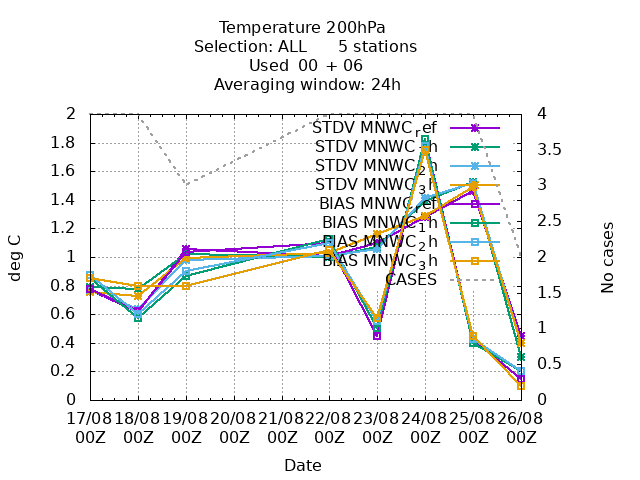 Temperature 200hPa
Selection: ALL 5 stations
Used 00 + 06
Averaging window: 24h
2 4
STDV MNWC_ref
1.8 STDV MNWC_1h 3.5
STDV MNWC_2h
1.6 STDV MNWC_3h
1.4 BIAS MNWC_ref 3
BIAS MNWC_1h
1.2 BIAS MNWC_2h 2.5
BIAS MNWC_3h
1 CASES 2
0.8 1.5
0.6 1
0.4 0.5
0.2
0 0
deg C
No cases
17/08 18/08 19/08 20/08 21/08 22/08 23/08 24/08 25/08 26/08
00Z 00Z 00Z 00Z 00Z 00Z 00Z 00Z 00Z 00Z
Date